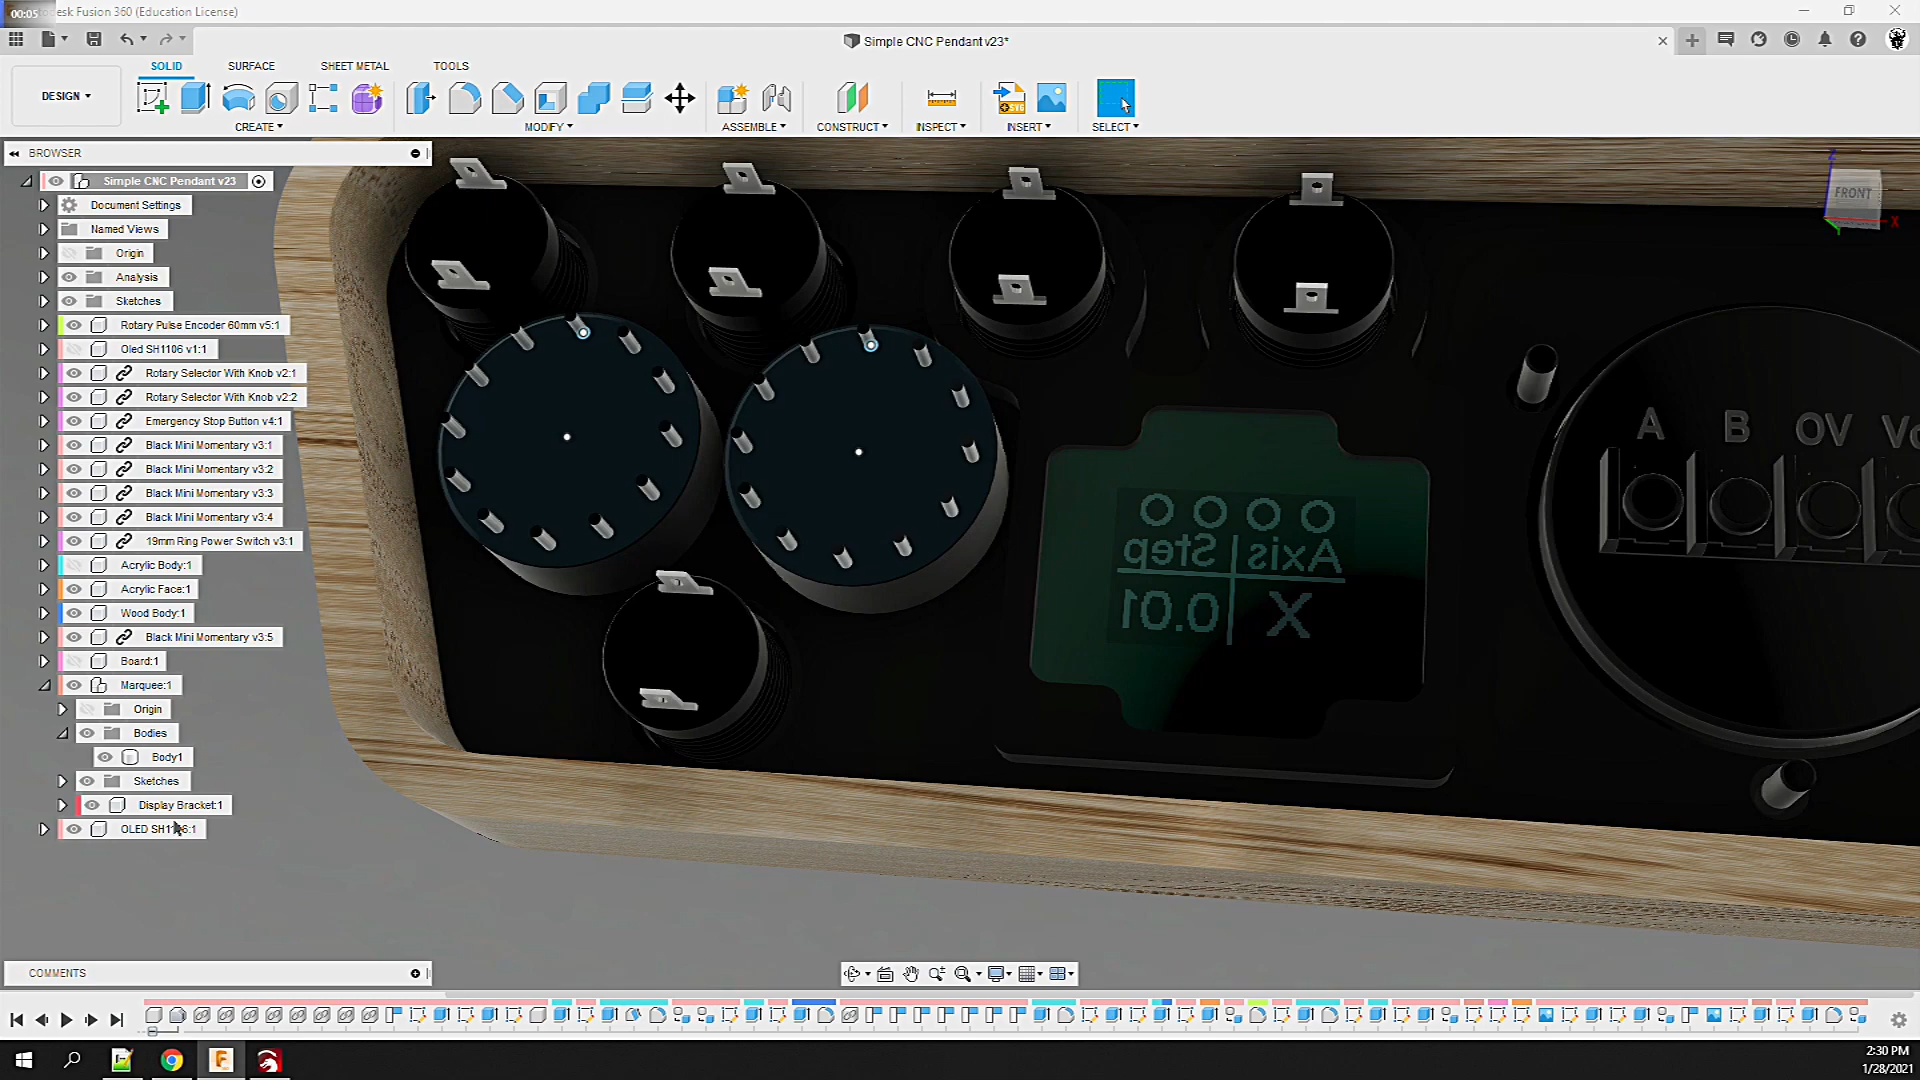 00:05
desk Fusion 360 (Education License)
Simple CNC Pendant v23*
SOLID
SURFACE
SHEET METAL
TOOLS
DESIGN
CREATE
MODIFY
ASSEMBLE
CONSTRUCT
INSPECT
INSERT
SELECT
BROWSER
Simple CNC Pendant v23
Document Settings
Named Views
Origin
Analysis
Sketches
Rotary Pulse Encoder 60mm v5:1
Oled SH1106 v1:1
Rotary Selector With Knob v2:1
Rotary Selector With Knob v2:2
Emergency Stop Button v4:1
Black Mini Momentary v3:1
Black Mini Momentary v3:2
Black Mini Momentary v3:3
Black Mini Momentary v3:4
19mm Ring Power Switch v3:1
Acrylic Body:1
Acrylic Face:1
Wood Body:1
Black Mini Momentary v3:5
Board:1
Marquee:1
Origin
Bodies
Body1
Sketches
Display Bracket:1
OLED SH1106:1
FRONT
Z
X
A B OV Vc
Axis|Step
X 0.01
COMMENTS
2:30 PM
1/28/2021